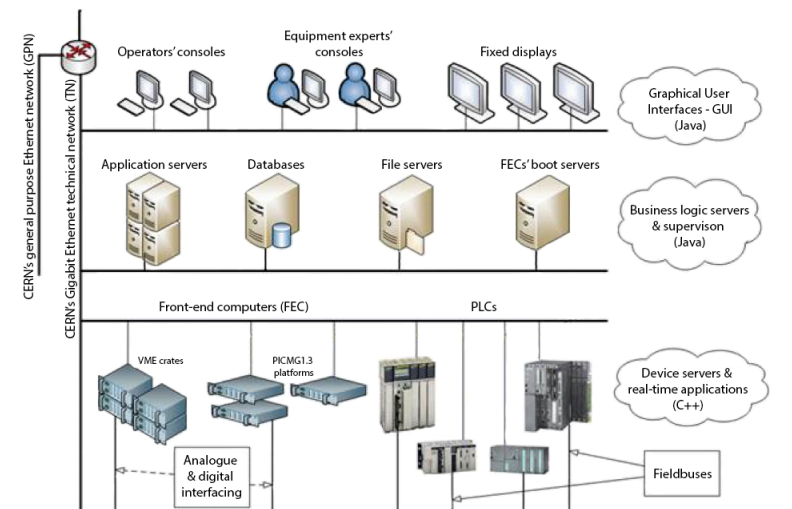 CERN's general purpose Ethernet network (GPN)
CERN's Gigabit Ethernet technical network (TN)
Operators' consoles
Equipment experts'
consoles
Fixed displays
Graphical User
Interfaces - GUI
(Java)
Application servers
Databases
File servers
FECs' boot servers
Business logic servers
& supervison
(Java)
Front-end computers (FEC)
PLCs
VME crates
PICMG1.3
platforms
Device servers &
real-time applications
(C++)
Analogue
& digital
interfacing
Fieldbuses